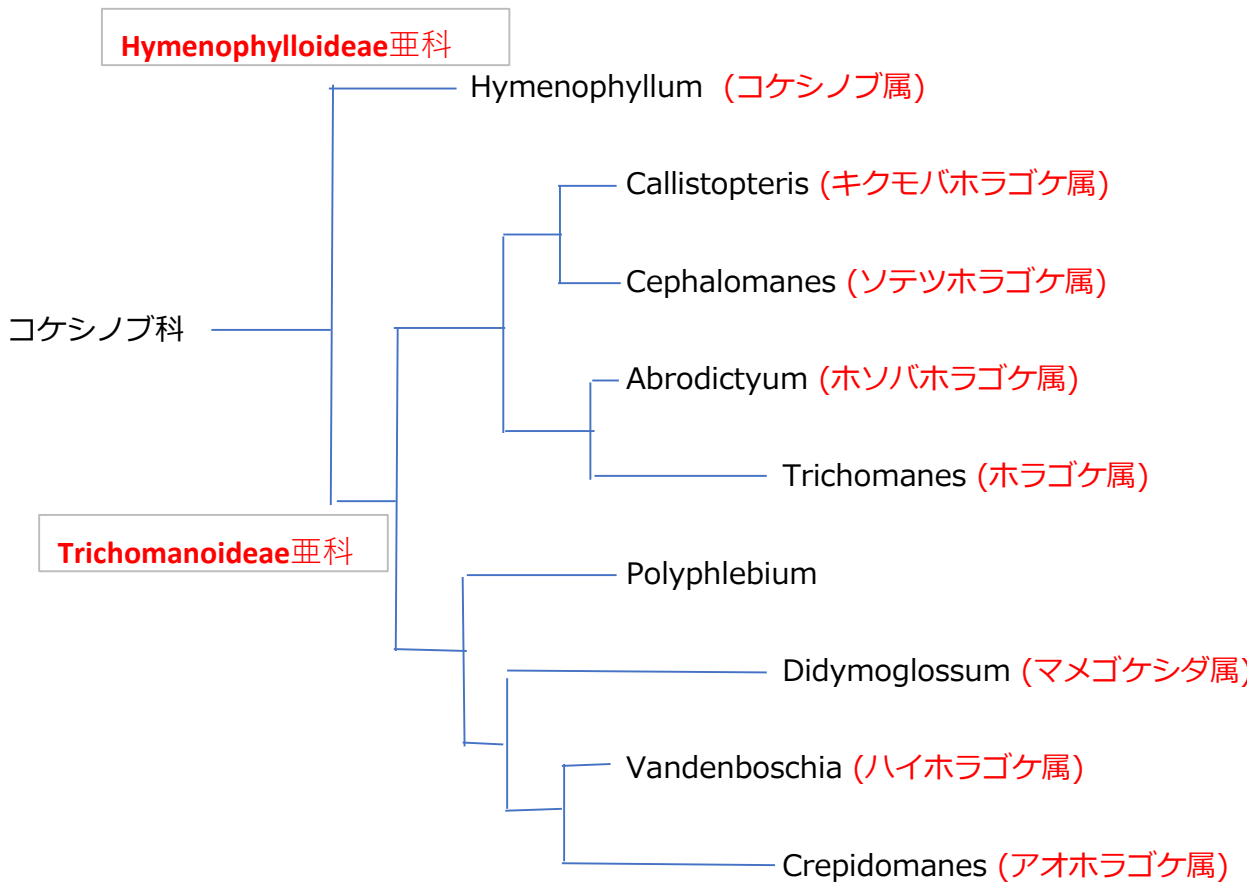 Hymenophylloideae亜科
Hymenophyllum (コケシノブ属)
Callistopteris (キクモバホラゴケ属)
Cephalomanes (ソテツホラゴケ属)
コケシノブ科
Abrodictyum (ホソバホラゴケ属)
Trichomanes (ホラゴケ属)
Trichomanoideae亜科
Polyphlebium
Didymoglossum (マメゴケシダ属)
Vandenboschia (ハイホラゴケ属)
Crepidomanes (アオホラゴケ属)